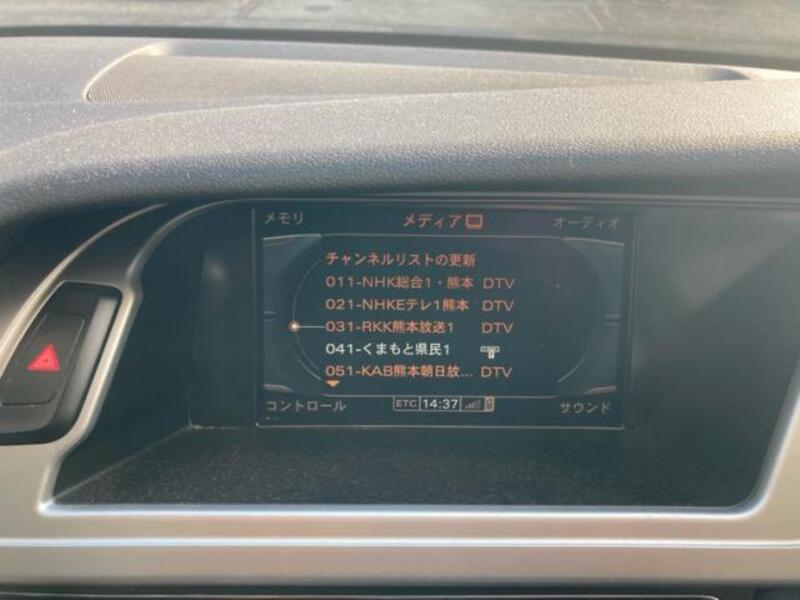 メモリ メディア オーディオ
チャンネルリストの更新
011-NHK総合1・熊本 DTV
021-NHKEテレ1熊本 DTV
031-RKK熊本放送1 DTV
041-くまもと県民1
051-KAB熊本朝日放... DTV
コントロール ETC 14:37 サウンド